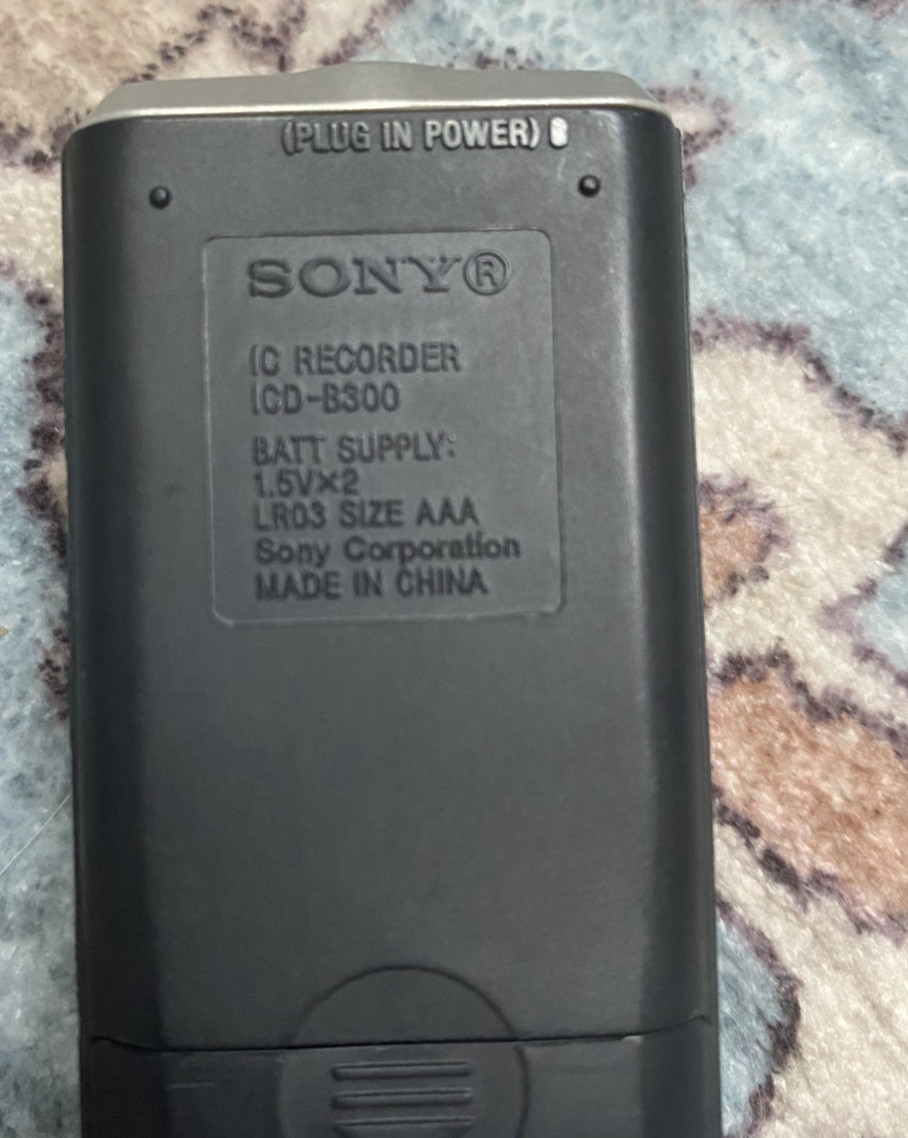 (PLUG IN POWER)
SONY®
IC RECORDER
ICD-B300
BATT SUPPLY:
1.5V×2
LR03 SIZE AAA
Sony Corporation
MADE IN CHINA